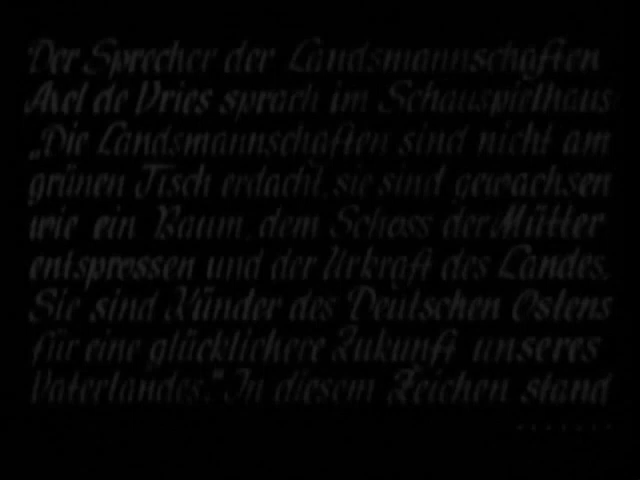 Der Sprecher der Landsmannschaften
Axel de Vries sprach im Schauspielhaus:
„Die Landsmannschaften sind nicht am
grünen Tisch erdacht, sie sind gewachsen
wie ein Baum, dem Schoss der Mütter
entsprossen und der Urkraft des Landes.
Sie sind Künder des Deutschen Ostens
für eine glücklichere Zukunft unseres
Vaterlandes." In diesem Zeichen stand